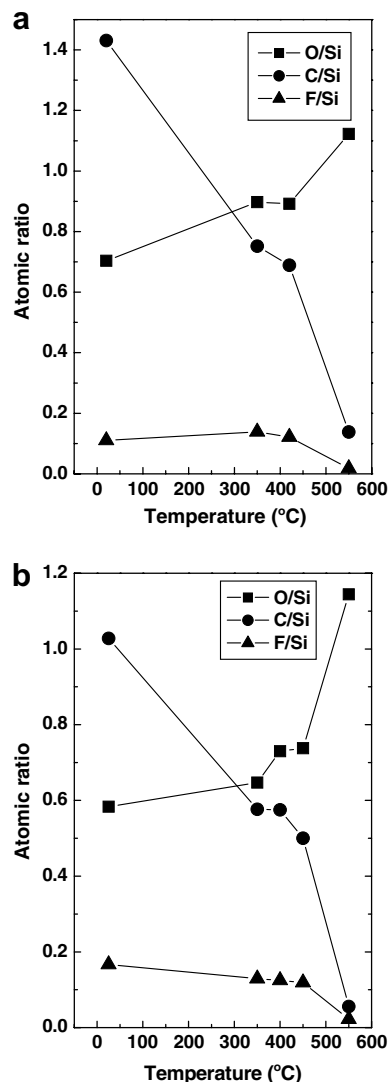 a
1.4
1.2
1.0
0.8
0.6
0.4
0.2
0.0
Atomic ratio
O/Si
C/Si
F/Si
0 100 200 300 400 500 600
Temperature (°C)
b
1.2
1.0
0.8
0.6
0.4
0.2
0.0
Atomic ratio
O/Si
C/Si
F/Si
0 100 200 300 400 500 600
Temperature (°C)